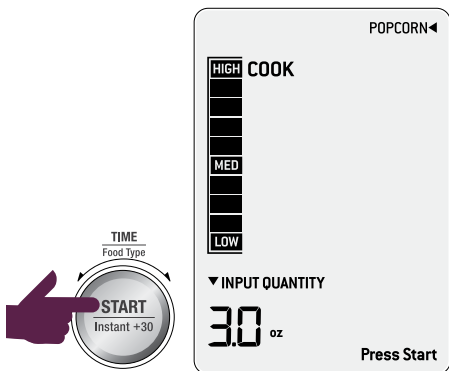 POPCORN◀
HIGH COOK
MED
LOW
▼INPUT QUANTITY
3.0 oz
Press Start
TIME
Food Type
START
Instant +30